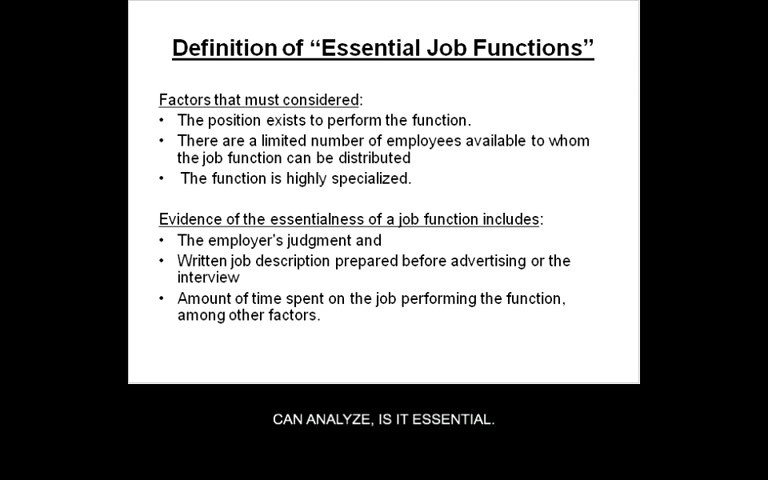 Definition of “Essential Job Functions”
Factors that must considered:
• The position exists to perform the function.
• There are a limited number of employees available to whom
the job function can be distributed
• The function is highly specialized.
Evidence of the essentialness of a job function includes:
• The employer's judgment and
• Written job description prepared before advertising or the
interview
• Amount of time spent on the job performing the function,
among other factors.
CAN ANALYZE, IS IT ESSENTIAL.